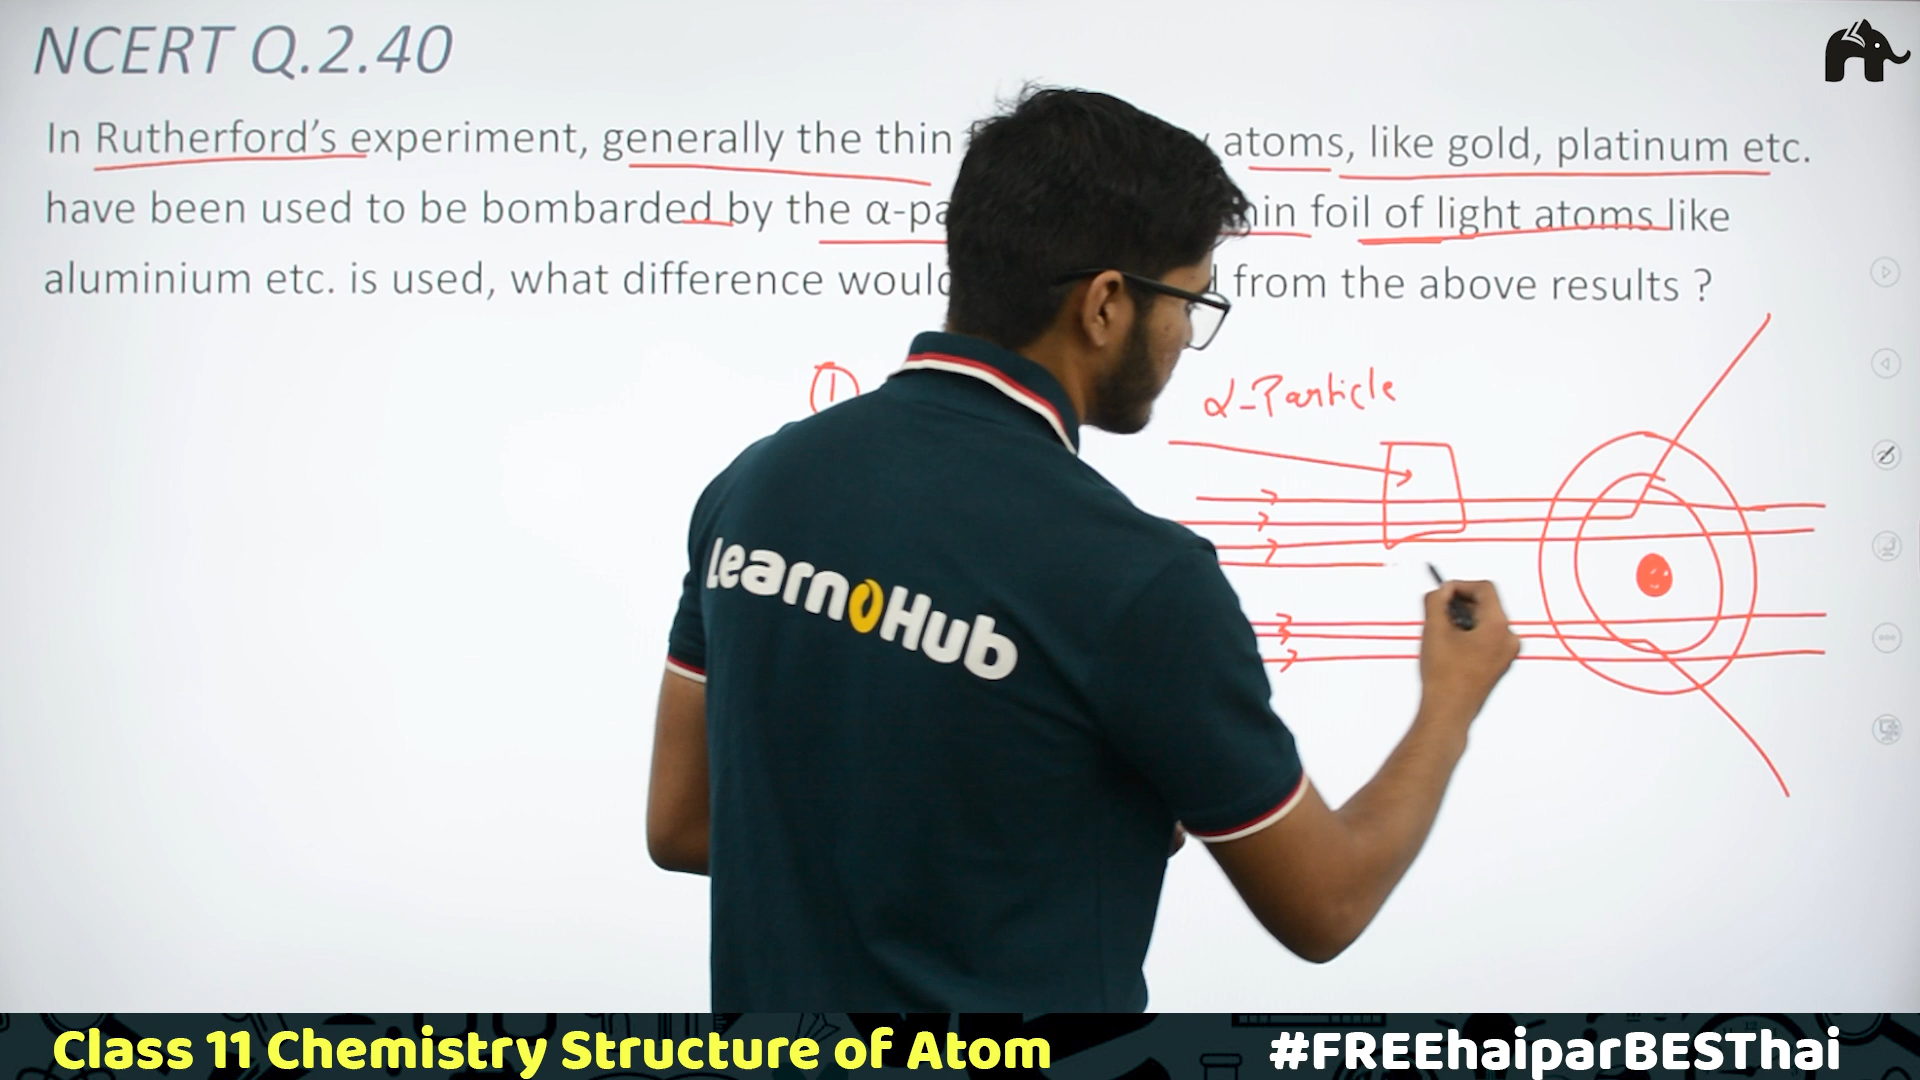 NCERT Q.2.40
In Rutherford's experiment, generally the thin atoms, like gold, platinum etc.
have been used to be bombarded by the α-pa foil of light atoms like
aluminium etc. is used, what difference from the above results ?
1
α-Particle
LearnoHub
Class 11 Chemistry Structure of Atom
#FREEhaiparBESThai